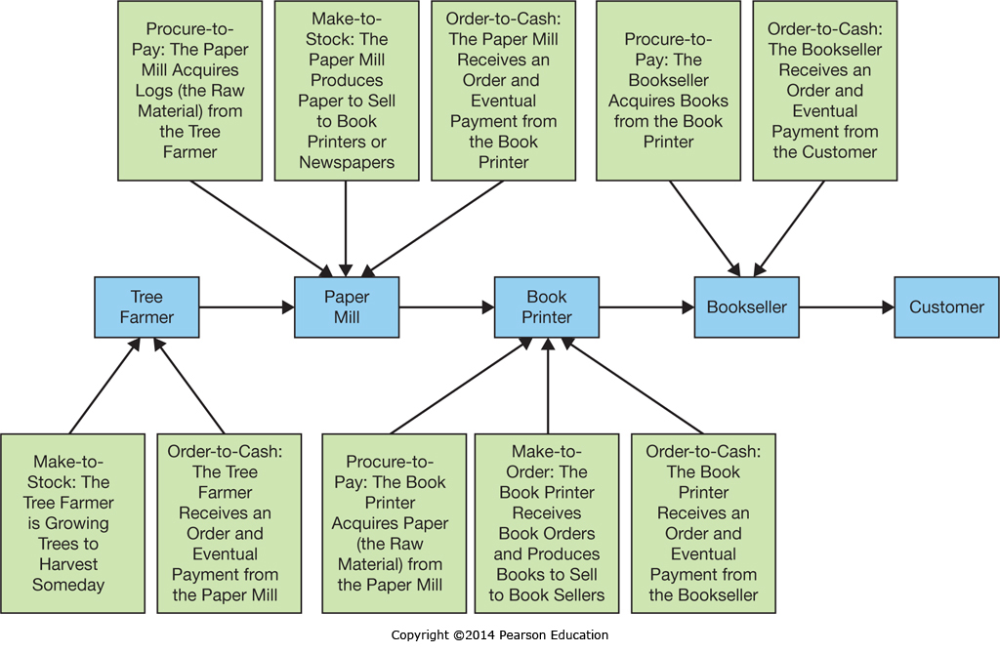 Procure-to-
Pay: The Paper
Mill Acquires
Logs (the Raw
Material) from
the Tree
Farmer
Make-to-
Stock: The
Paper Mill
Produces
Paper to Sell
to Book
Printers or
Newspapers
Order-to-Cash:
The Paper Mill
Receives an
Order and
Eventual
Payment from
the Book
Printer
Procure-to-
Pay: The
Bookseller
Acquires Books
from the Book
Printer
Order-to-Cash:
The Bookseller
Receives an
Order and
Eventual
Payment from
the Customer
Tree
Farmer
Paper
Mill
Book
Printer
Bookseller
Customer
Make-to-
Stock: The
Tree Farmer
is Growing
Trees to
Harvest
Someday
Order-to-Cash:
The Tree
Farmer
Receives an
Order and
Eventual
Payment from
the Paper Mill
Procure-to-
Pay: The Book
Printer
Acquires Paper
(the Raw
Material) from
the Paper Mill
Make-to-
Order: The
Book Printer
Receives
Book Orders
and Produces
Books to Sell
to Book Sellers
Order-to-Cash:
The Book
Printer
Receives an
Order and
Eventual
Payment from
the Bookseller
Copyright ©2014 Pearson Education